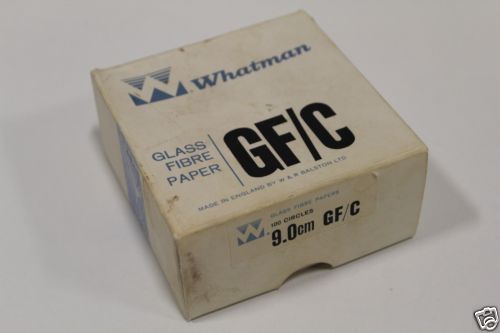 W Whatman
GLASS
FIBRE
PAPER
GF/C
MADE IN ENGLAND BY W & R BALSTON LTD
W
GLASS FIBRE PAPERS
100 CIRCLES
9.0cm GF/C